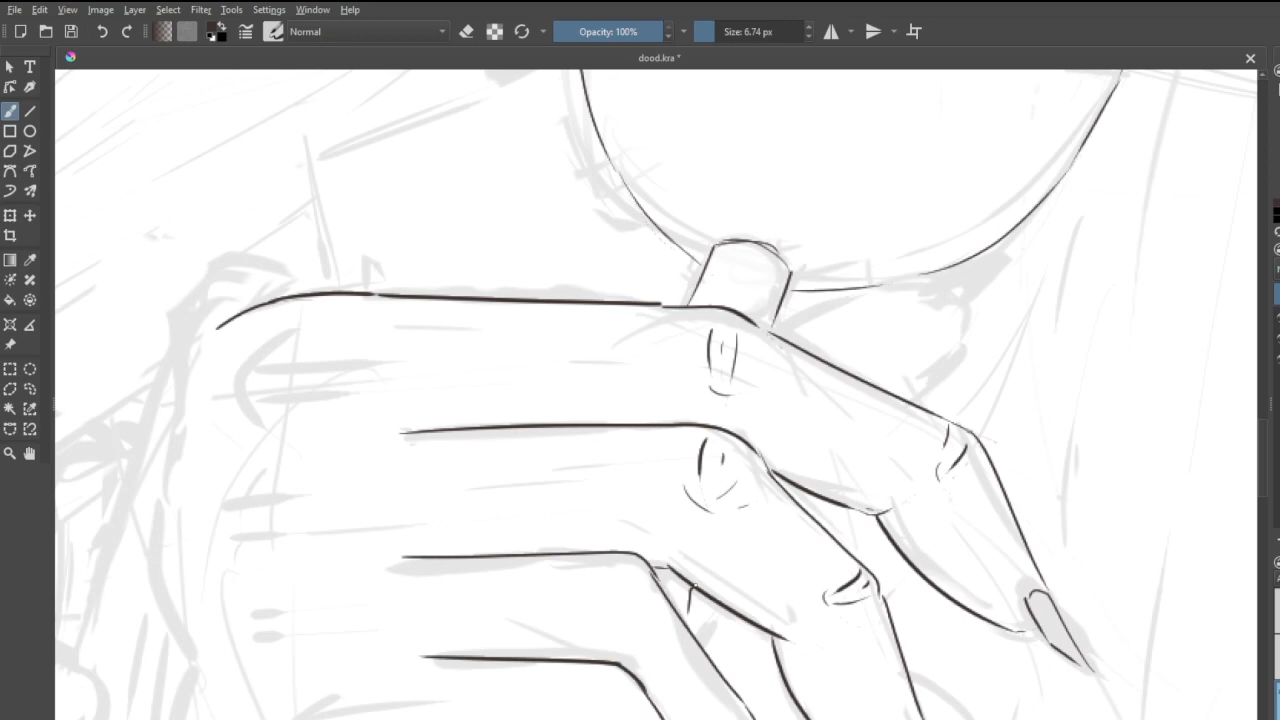 File Edit View Image Layer Select Filter Tools Settings Window Help
Normal Opacity: 100% Size: 6.74 px
dood.kra *